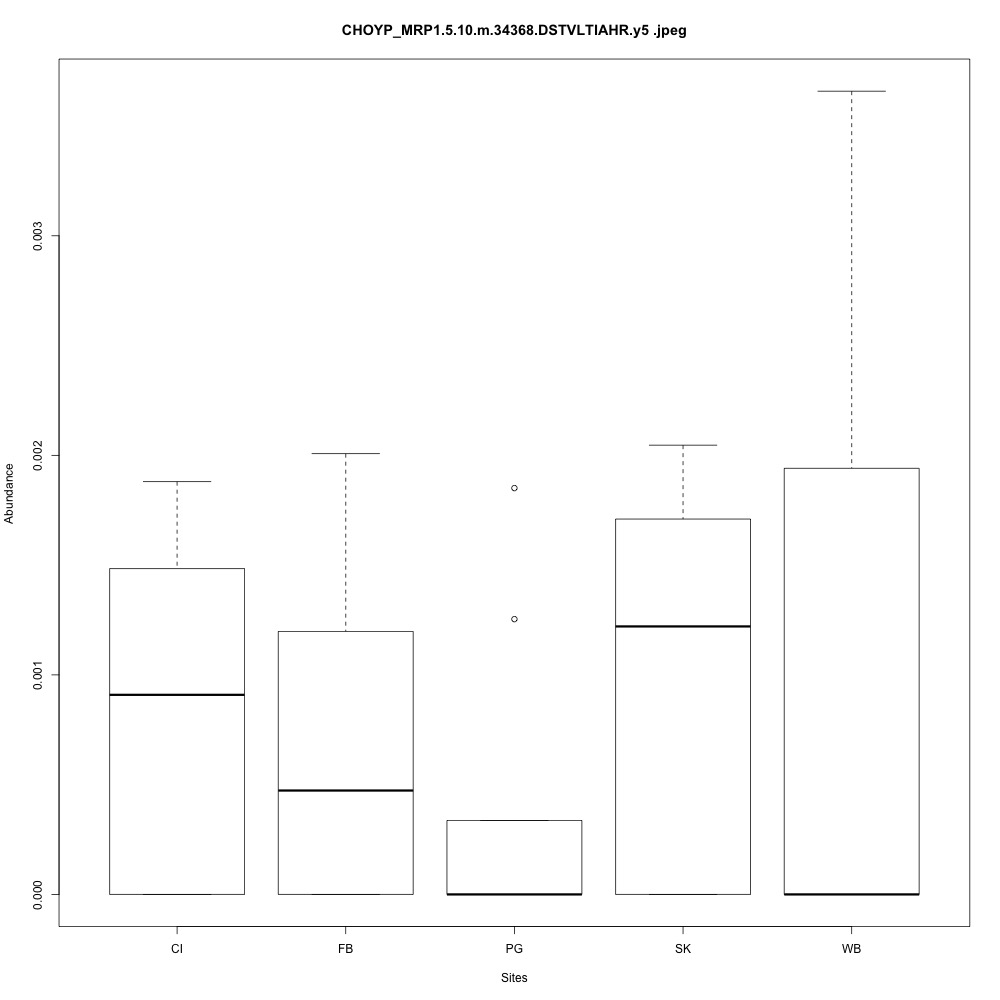 CHOYP_MRP1.5.10.m.34368.DSTVLTIAHR.y5 .jpeg
Abundance
0.003
0.002
0.001
0.000
CI FB PG SK WB
Sites